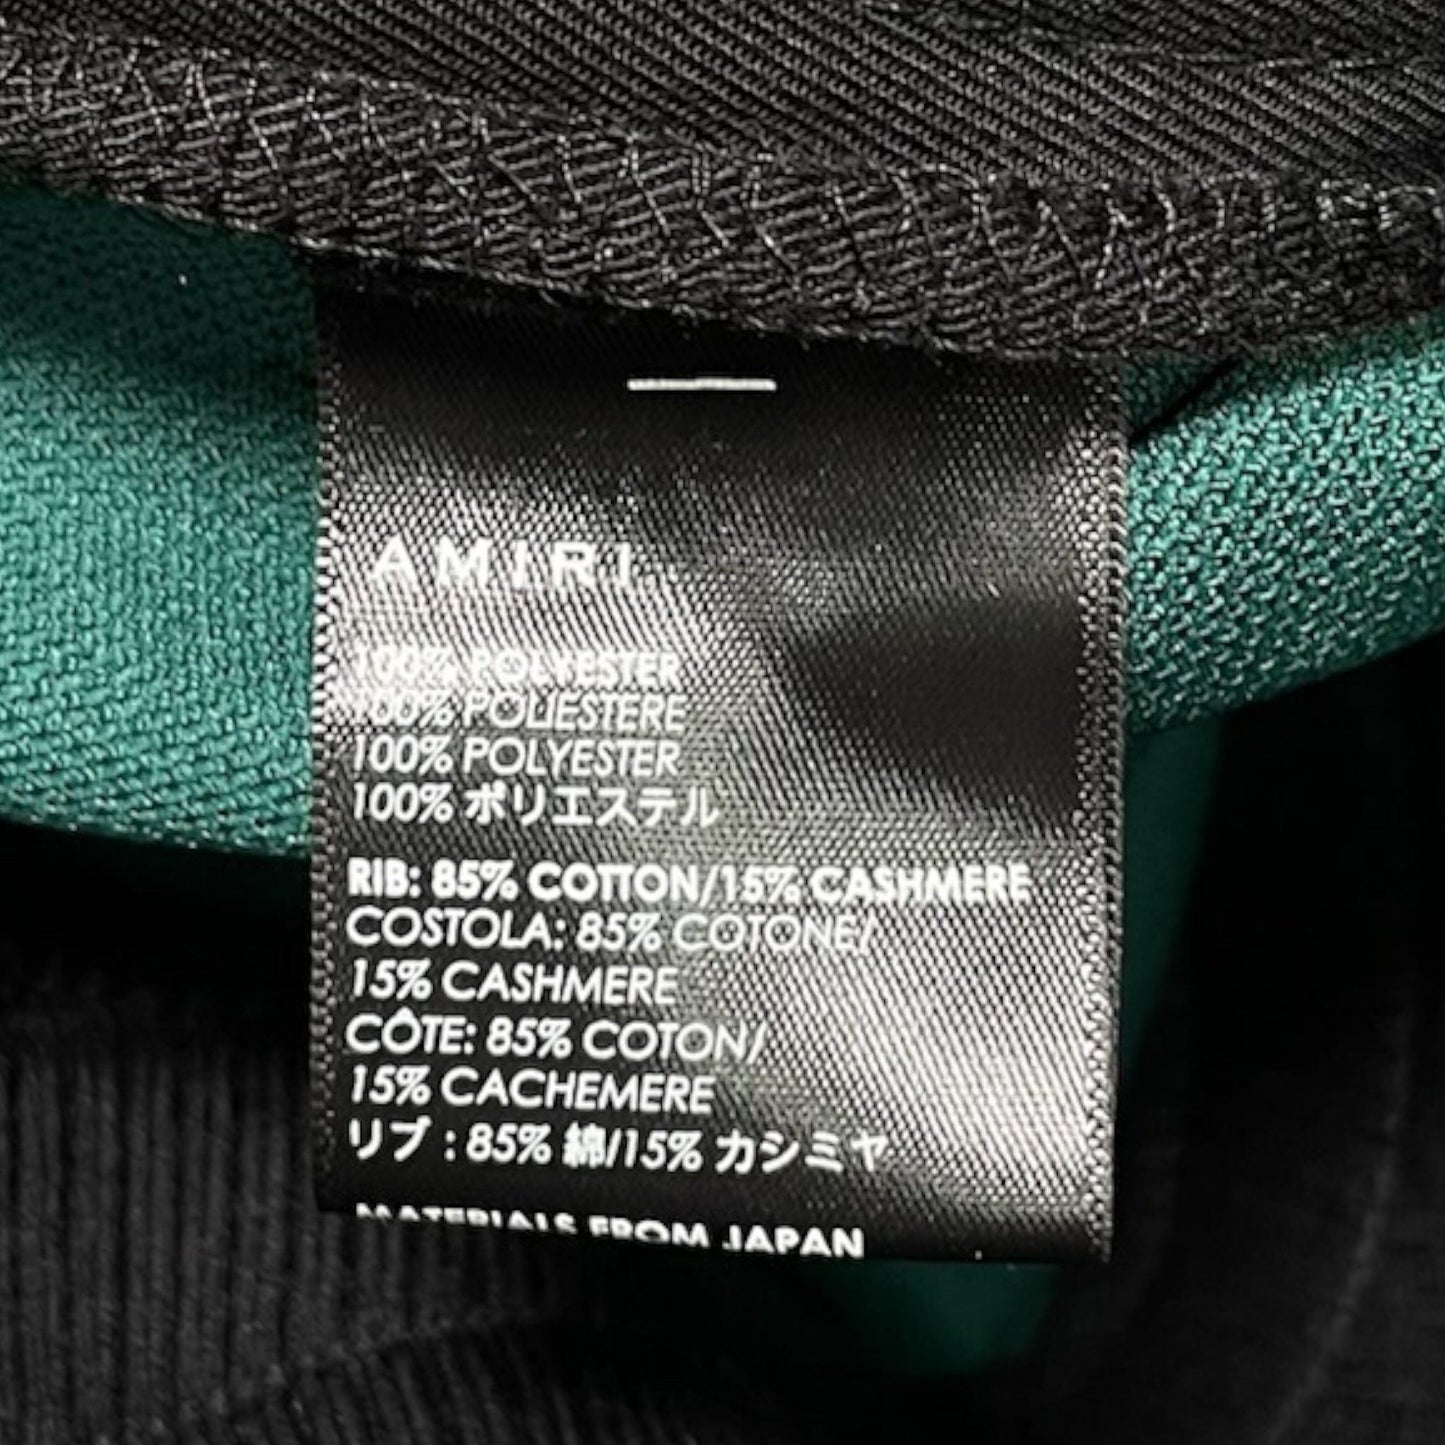 AMIRI
100% POLYESTER
100% POLIESTERE
100% POLYESTER
100% ポリエステル
RIB: 85% COTTON/15% CASHMERE
COSTOLA: 85% COTONE/
15% CASHMERE
CÔTE: 85% COTON/
15% CACHEMERE
リブ : 85% 綿/15% カシミヤ
MATERIALS FROM JAPAN